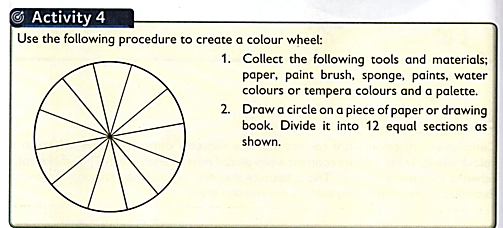 Activity 4
Use the following procedure to create a colour wheel:
1. Collect the following tools and materials;
paper, paint brush, sponge, paints, water
colours or tempera colours and a palette.
2. Draw a circle on a piece of paper or drawing
book. Divide it into 12 equal sections as
shown.